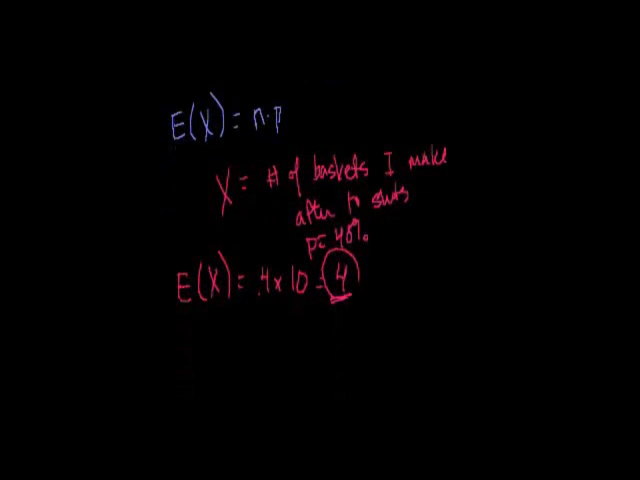 E(X) = n·p
X = # of baskets I make
after 10 shots
p = 40%
E(X) = .4 x 10 = 4